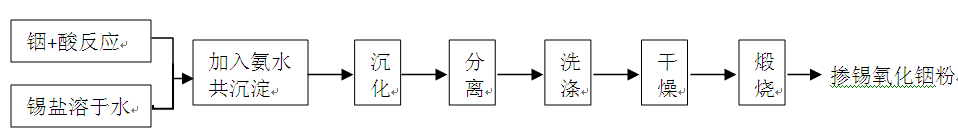 铟+酸反应
锡盐溶于水
加入氨水
共沉淀
沉
化
分
离
洗
涤
干
燥
煅
烧
掺锡氧化铟粉